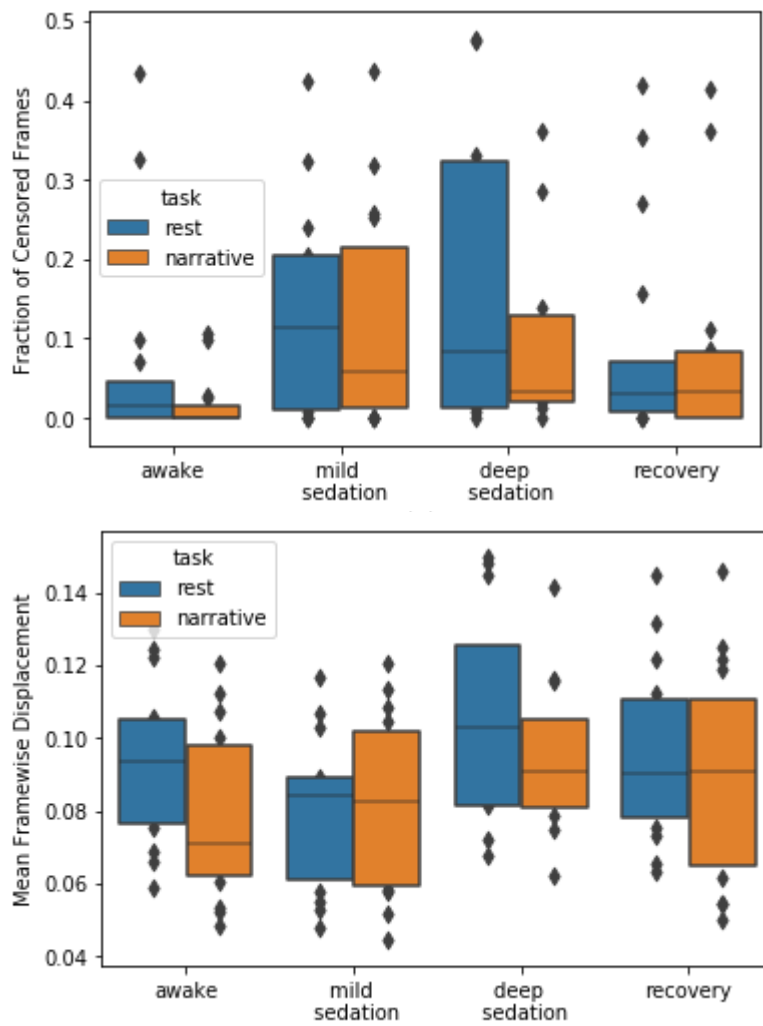 0.5
0.4
0.3
0.2
0.1
0.0
Fraction of Censored Frames
task
rest
narrative
awake
mild
sedation
deep
sedation
recovery
0.14
0.12
0.10
0.08
0.06
0.04
Mean Framewise Displacement
task
rest
narrative
awake
mild
sedation
deep
sedation
recovery